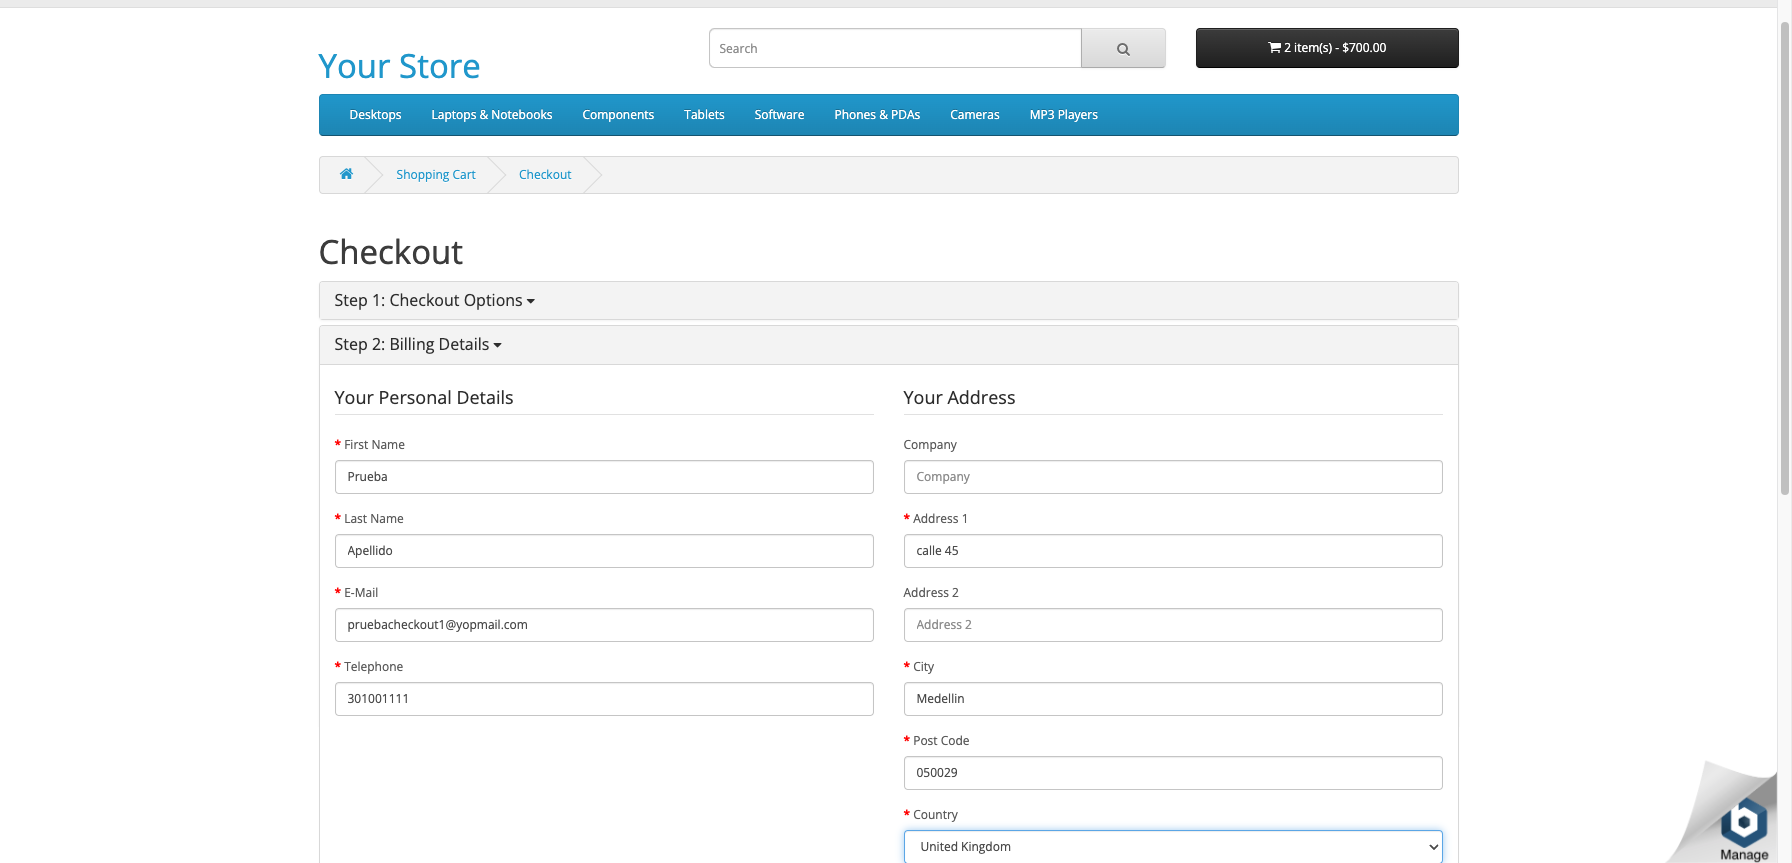 Your Store
Search
2 item(s) - $700.00
Desktops Laptops & Notebooks Components Tablets Software Phones & PDAs Cameras MP3 Players
Shopping Cart Checkout
Checkout
Step 1: Checkout Options
Step 2: Billing Details
Your Personal Details
* First Name
Prueba
* Last Name
Apellido
* E-Mail
pruebacheckout1@yopmail.com
* Telephone
301001111
Your Address
Company
Company
* Address 1
calle 45
Address 2
Address 2
* City
Medellin
* Post Code
050029
* Country
United Kingdom
Manage